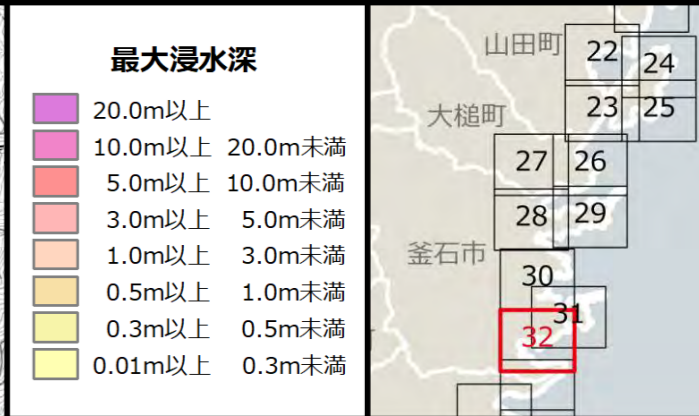 最大浸水深
20.0m以上
10.0m以上 20.0m未満
5.0m以上 10.0m未満
3.0m以上 5.0m未満
1.0m以上 3.0m未満
0.5m以上 1.0m未満
0.3m以上 0.5m未満
0.01m以上 0.3m未満
山田町
22
24
大槌町
23
25
27
26
28
29
釜石市
30
31
32